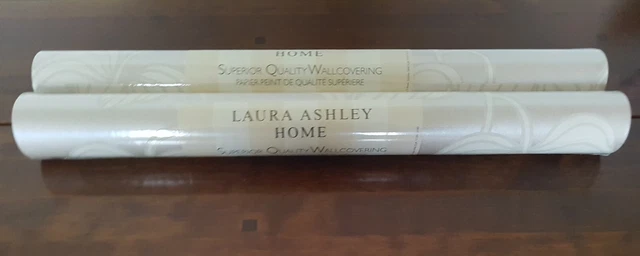 HOME
SUPERIOR QUALITY WALLCOVERING
PAPIER PEINT DE QUALITÉ SUPÉRIEURE
LAURA ASHLEY
HOME
SUPERIOR QUALITY WALLCOVERING